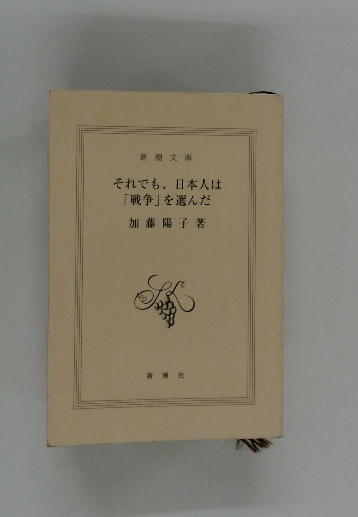 新潮文庫
それでも、日本人は
「戦争」を選んだ
加藤陽子著
新潮社